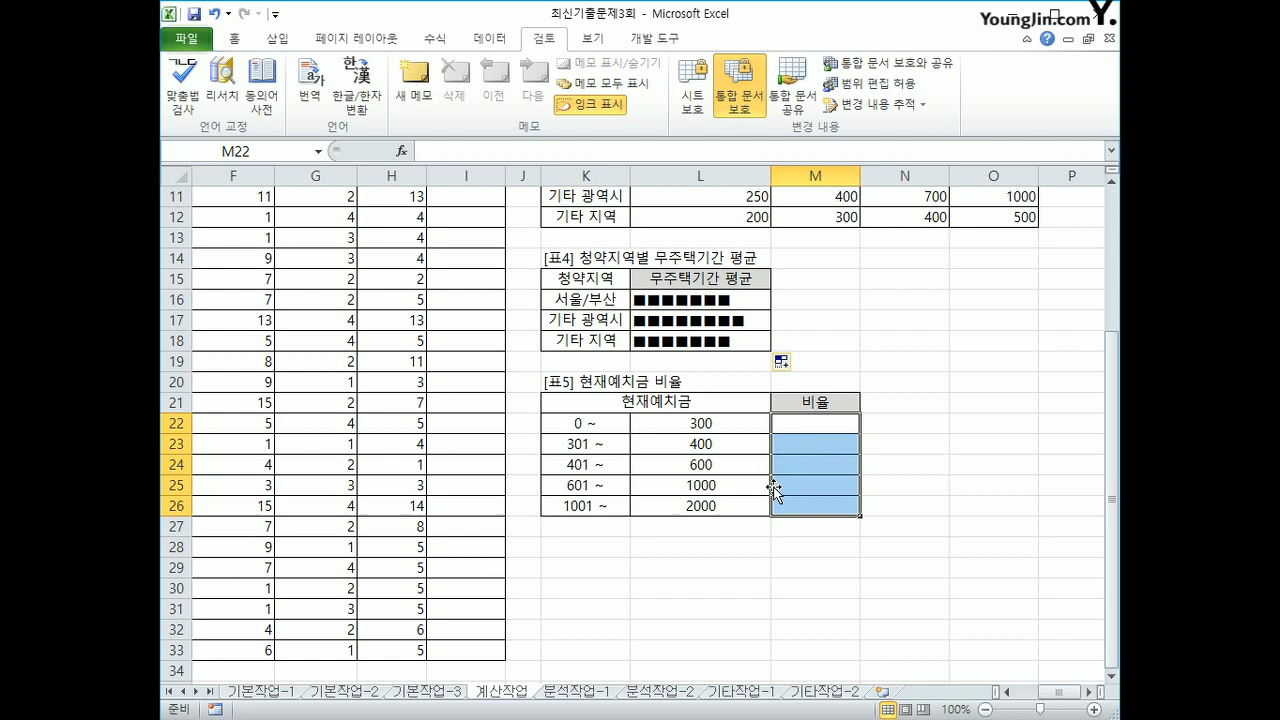 최신기출문제3회 - Microsoft Excel
YoungJin.com Y.
파일 홈 삽입 페이지 레이아웃 수식 데이터 검토 보기 개발 도구
맞춤법 검사 리서치 동의어 사전 번역 한글/한자 변환 새 메모 삭제 이전 다음 메모 표시/숨기기 시트 보호 통합 문서 보호 통합 문서 공유 통합 문서 보호와 공유
메모 모두 표시 범위 편집 허용
잉크 표시 변경 내용 추적
언어 교정 언어 메모 변경 내용
M22 fx
F G H I J K L M N O P
11 11 2 13 기타 광역시 250 400 700 1000
12 1 4 4 기타 지역 200 300 400 500
13 1 3 4
14 9 3 4 [표4] 청약지역별 무주택기간 평균
15 7 2 2 청약지역 무주택기간 평균
16 7 2 5 서울/부산 ■■■■■■■
17 13 4 13 기타 광역시 ■■■■■■■■
18 5 4 5 기타 지역 ■■■■■■■
19 8 2 11
20 9 1 3 [표5] 현재예치금 비율
21 15 2 7 현재예치금 비율
22 5 4 5 0 ~ 300
23 1 1 4 301 ~ 400
24 4 2 1 401 ~ 600
25 3 3 3 601 ~ 1000
26 15 4 14 1001 ~ 2000
27 7 2 8
28 9 1 5
29 7 4 5
30 1 2 5
31 1 3 5
32 4 2 6
33 6 1 5
34
기본작업-1 기본작업-2 기본작업-3 계산작업 분석작업-1 분석작업-2 기타작업-1 기타작업-2
준비 100%